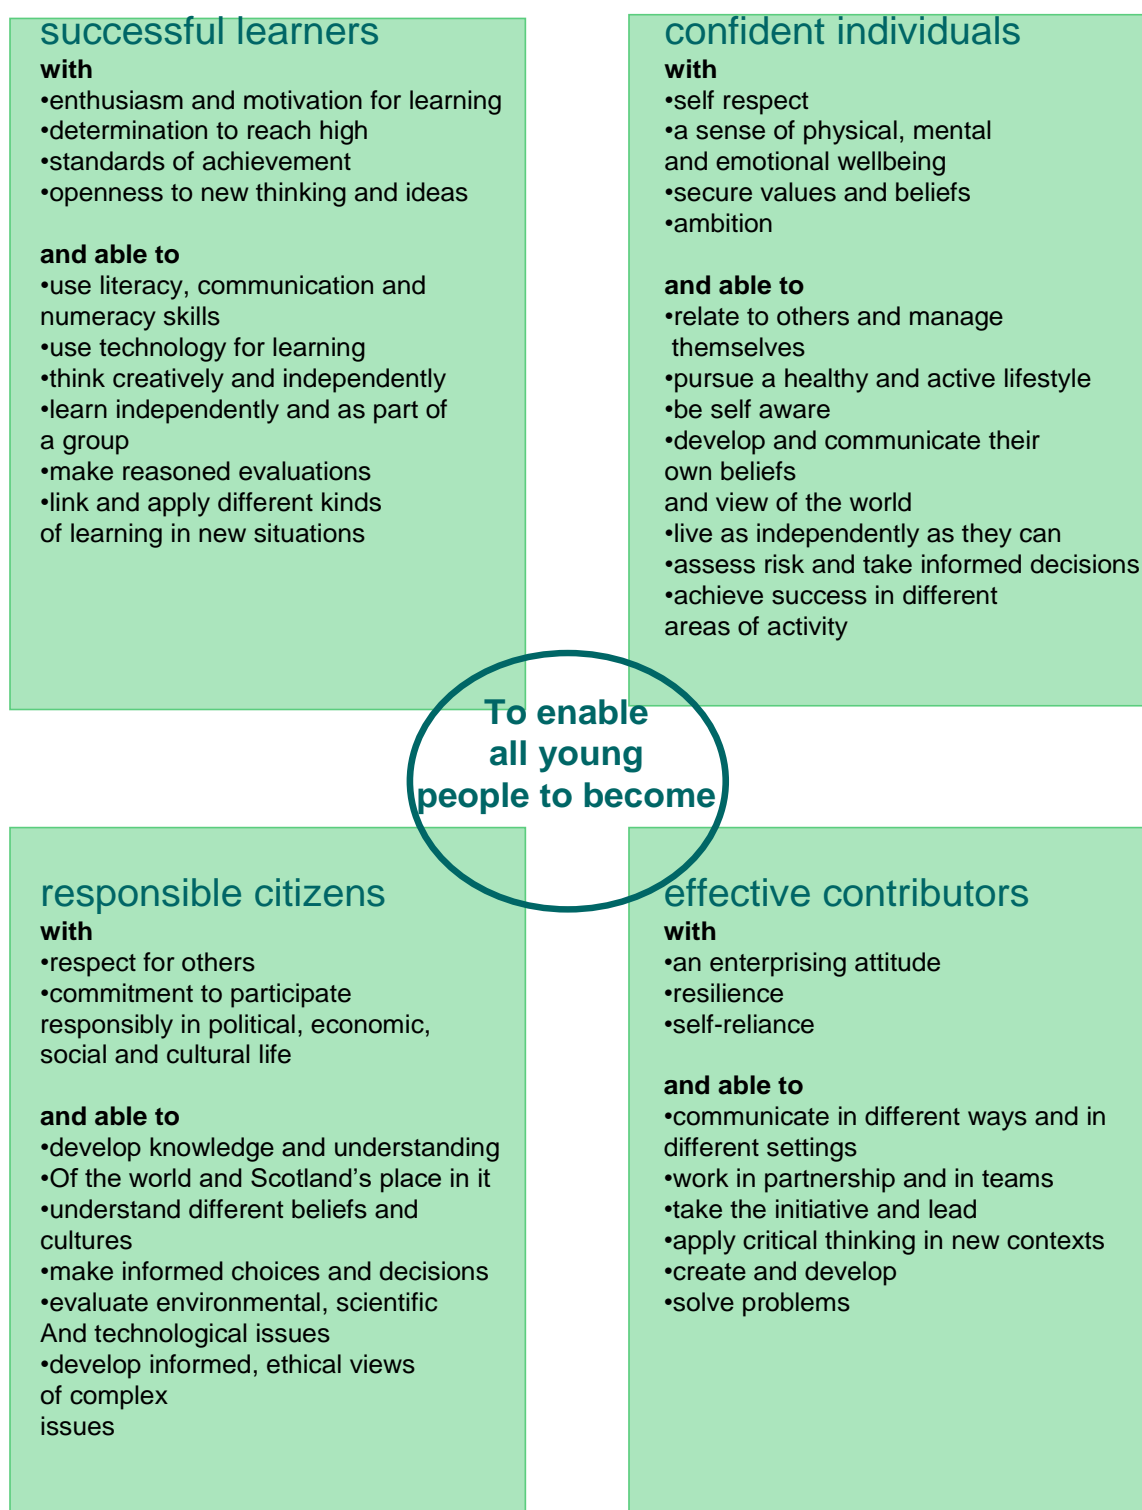 successful learners
with
•enthusiasm and motivation for learning
•determination to reach high
•standards of achievement
•openness to new thinking and ideas
and able to
•use literacy, communication and
numeracy skills
•use technology for learning
•think creatively and independently
•learn independently and as part of
a group
•make reasoned evaluations
•link and apply different kinds
of learning in new situations
confident individuals
with
•self respect
•a sense of physical, mental
and emotional wellbeing
•secure values and beliefs
•ambition
and able to
•relate to others and manage
themselves
•pursue a healthy and active lifestyle
•be self aware
•develop and communicate their
own beliefs
and view of the world
•live as independently as they can
•assess risk and take informed decisions
•achieve success in different
areas of activity
To enable
all young
people to become
responsible citizens
with
•respect for others
•commitment to participate
responsibly in political, economic,
social and cultural life
and able to
•develop knowledge and understanding
•Of the world and Scotland’s place in it
•understand different beliefs and
cultures
•make informed choices and decisions
•evaluate environmental, scientific
And technological issues
•develop informed, ethical views
of complex
issues
effective contributors
with
•an enterprising attitude
•resilience
•self-reliance
and able to
•communicate in different ways and in
different settings
•work in partnership and in teams
•take the initiative and lead
•apply critical thinking in new contexts
•create and develop
•solve problems